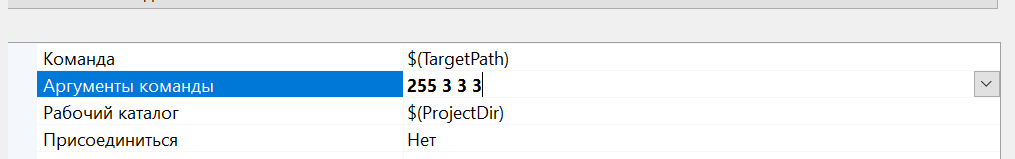 Команда $(TargetPath)
Аргументы команды 255 3 3 3
Рабочий каталог $(ProjectDir)
Присоединиться Нет